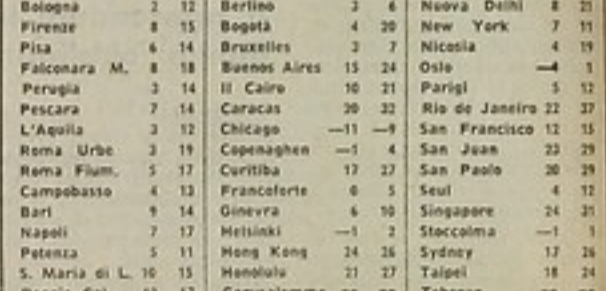 Bologna 2 12
Firenze 8 15
Pisa 6 14
Falconara M. 8 18
Perugia 3 14
Pescara 7 14
L'Aquila 3 12
Roma Urbe 3 19
Roma Fium. 5 17
Campobasso 4 13
Bari 9 14
Napoli 7 17
Potenza 5 11
S. Maria di L. 10 15
Berlino 3 6
Bogotà 4 20
Bruxelles 3 7
Buenos Aires 15 24
Il Cairo 10 21
Caracas 20 32
Chicago —11 —9
Copenaghen —1 4
Curitiba 17 27
Francoforte 0 5
Ginevra 6 10
Helsinki —1 2
Hong Kong 24 26
Honolulu 21 27
Nuova Delhi 8 21
New York 7 11
Nicosia 4 19
Oslo —4 1
Parigi 5 12
Rio de Janeiro 22 37
San Francisco 12 15
San Juan 23 29
San Paolo 20 29
Seul 4 12
Singapore 24 31
Stoccolma —1 1
Sydney 17 26
Taipei 18 24